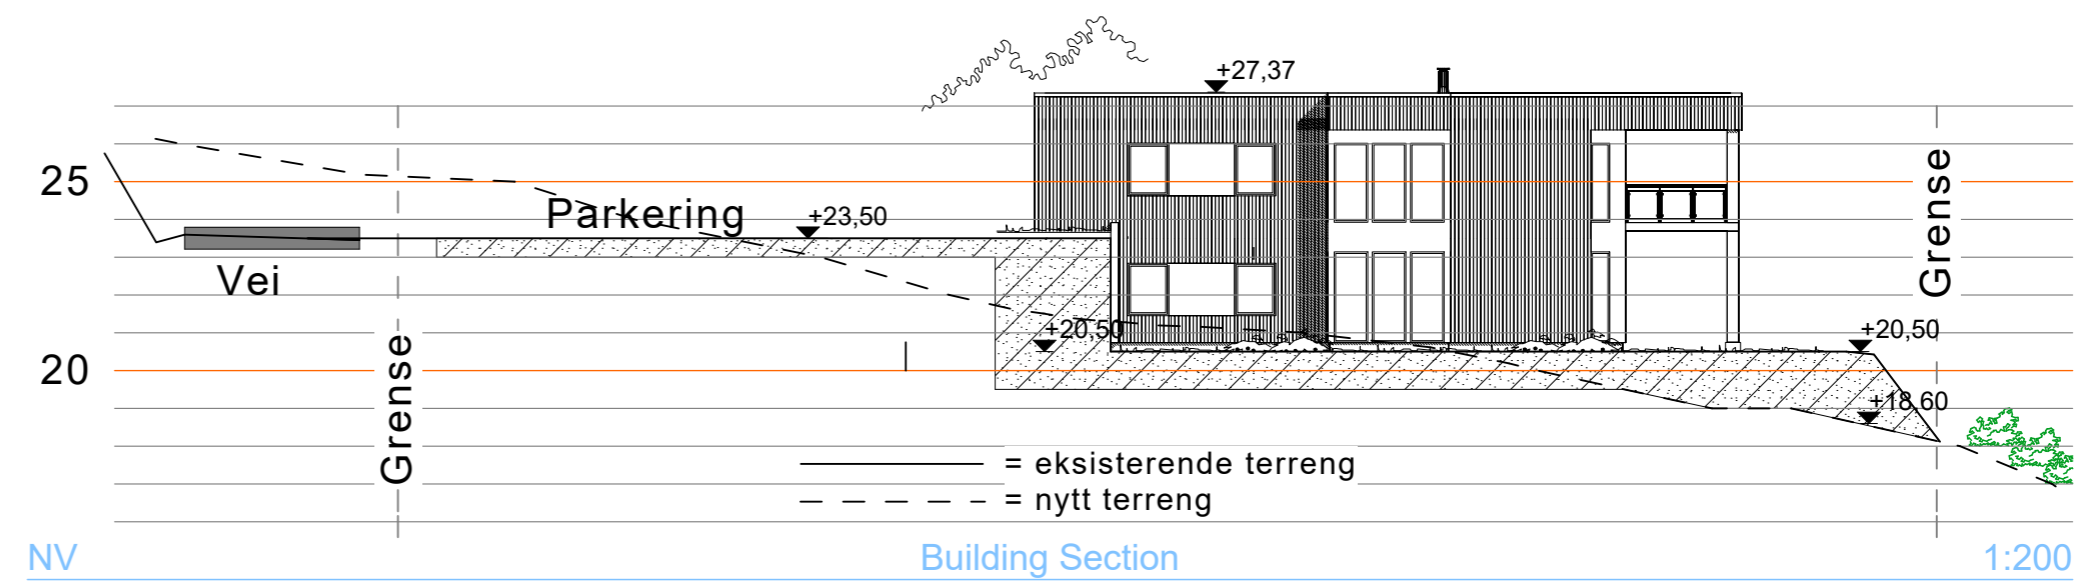 +27,37
25
Parkering
+23,50
Vei
Grense
Grense
+20,50
+20,50
20
+18,60
= eksisterende terreng
= nytt terreng
NV Building Section 1:200